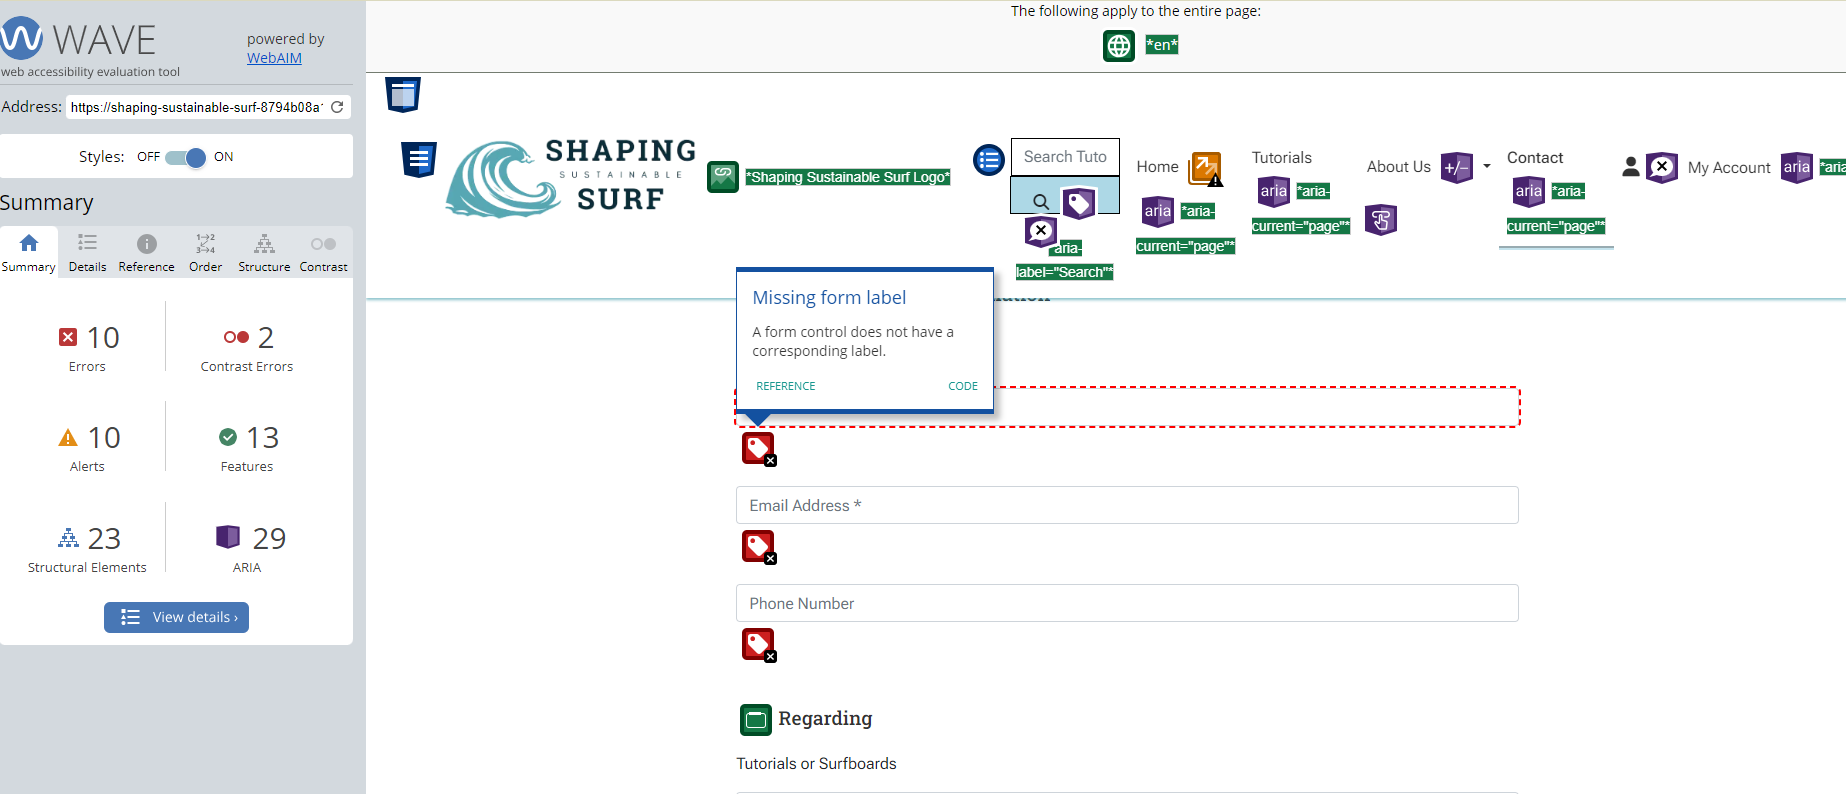 WAVE
powered by
WebAIM
web accessibility evaluation tool
Address: https://shaping-sustainable-surf-8794b08a
Styles: OFF ON
Summary
Summary Details Reference Order Structure Contrast
10
Errors
2
Contrast Errors
10
Alerts
13
Features
23
Structural Elements
29
ARIA
View details ›
The following apply to the entire page:
*en*
SHAPING
SUSTAINABLE
SURF
*Shaping Sustainable Surf Logo*
Search Tuto
aria-
label="Search"*
Home
aria *aria-
current="page"*
Tutorials
aria *aria-
current="page"*
About Us +/-
Contact
aria *aria-
current="page"*
My Account aria *aria
Missing form label
A form control does not have a
corresponding label.
REFERENCE CODE
Email Address *
Phone Number
Regarding
Tutorials or Surfboards